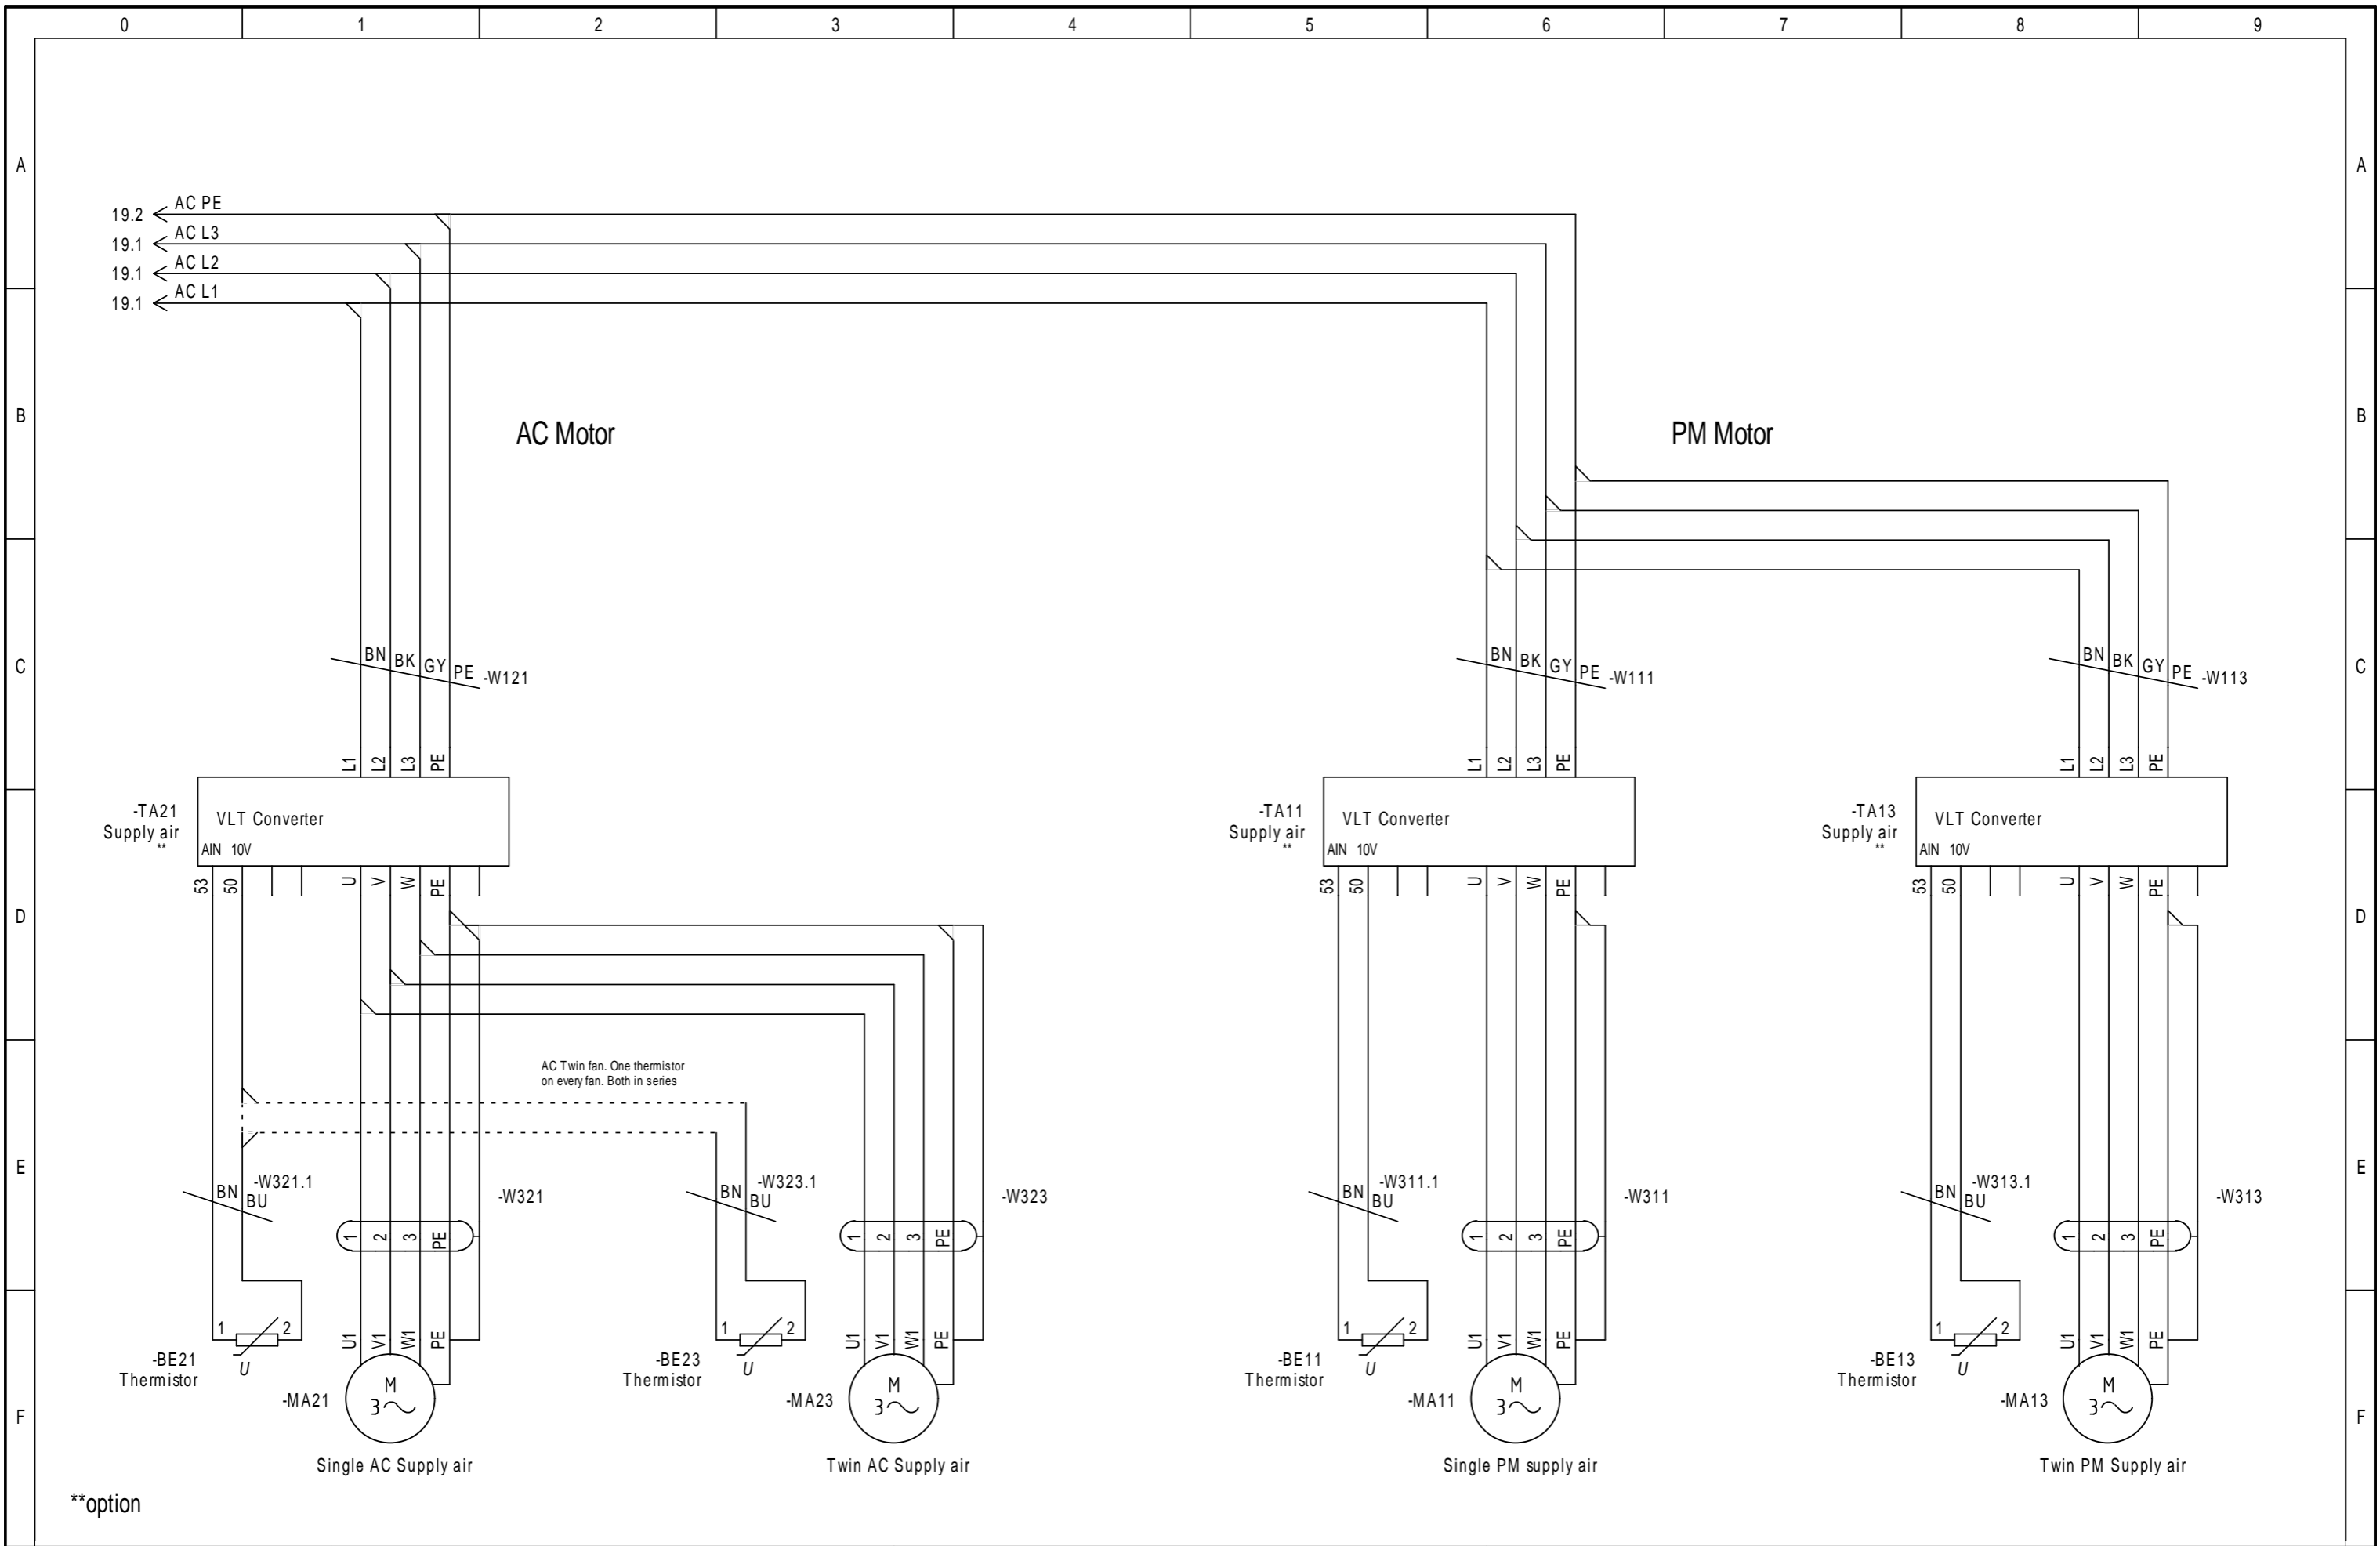 0 1 2 3 4 5 6 7 8 9
A A
19.2 AC PE
19.1 AC L3
19.1 AC L2
19.1 AC L1
B B
AC Motor PM Motor
C C
BN BK GY PE -W121
BN BK GY PE -W111
BN BK GY PE -W113
L1 L2 L3 PE
L1 L2 L3 PE
L1 L2 L3 PE
-TA21
Supply air
**
VLT Converter
AIN 10V
-TA11
Supply air
**
VLT Converter
AIN 10V
-TA13
Supply air
**
VLT Converter
AIN 10V
53 50 U V W PE
53 50 U V W PE
53 50 U V W PE
D D
AC Twin fan. One thermistor
on every fan. Both in series
E E
BN BU -W321.1
-W321
BN BU -W323.1
-W323
BN BU -W311.1
-W311
BN BU -W313.1
-W313
1 2 3 PE
1 2 3 PE
1 2 3 PE
1 2 3 PE
1 2 U1 V1 W1 PE
1 2 U1 V1 W1 PE
1 2 U1 V1 W1 PE
1 2 U1 V1 W1 PE
-BE21
Thermistor
U
-MA21
M
3
-BE23
Thermistor
U
-MA23
M
3
-BE11
Thermistor
U
-MA11
M
3
-BE13
Thermistor
U
-MA13
M
3
F F
Single AC Supply air
Twin AC Supply air
Single PM supply air
Twin PM Supply air
**option